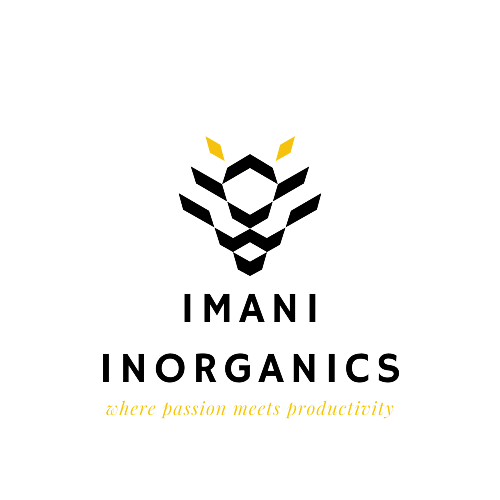 IMANI
INORGANICS
where passion meets productivity